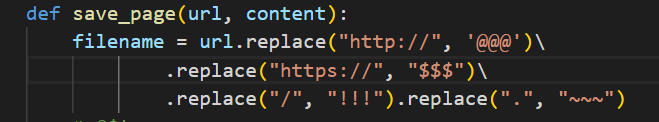 def save_page(url, content):
    filename = url.replace("http://", '@@@')\
            .replace("https://", "$$$")\
            .replace("/", "!!!").replace(".", "~~~")